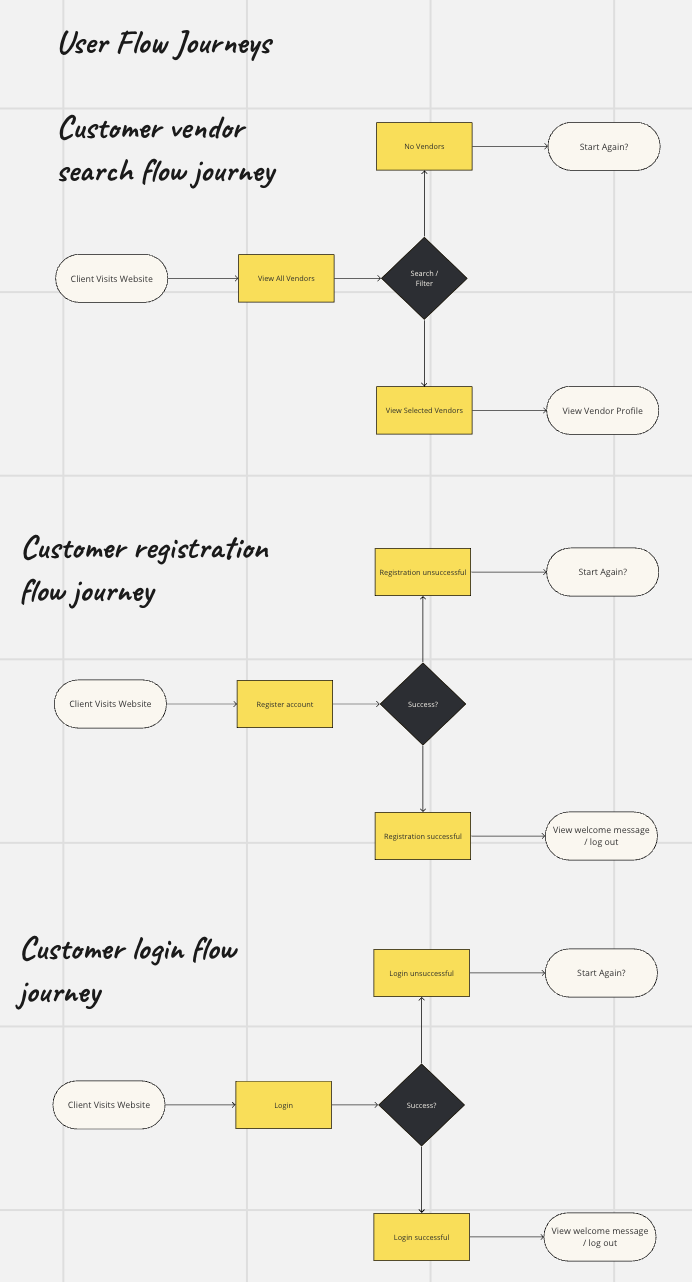 User Flow Journeys
Customer vendor
search flow journey
No Vendors
Start Again?
Client Visits Website
View All Vendors
Search /
Filter
View Selected Vendors
View Vendor Profile
Customer registration
flow journey
Registration unsuccessful
Start Again?
Client Visits Website
Register account
Success?
Registration successful
View welcome message
/ log out
Customer login flow
journey
Login unsuccessful
Start Again?
Client Visits Website
Login
Success?
Login successful
View welcome message
/ log out